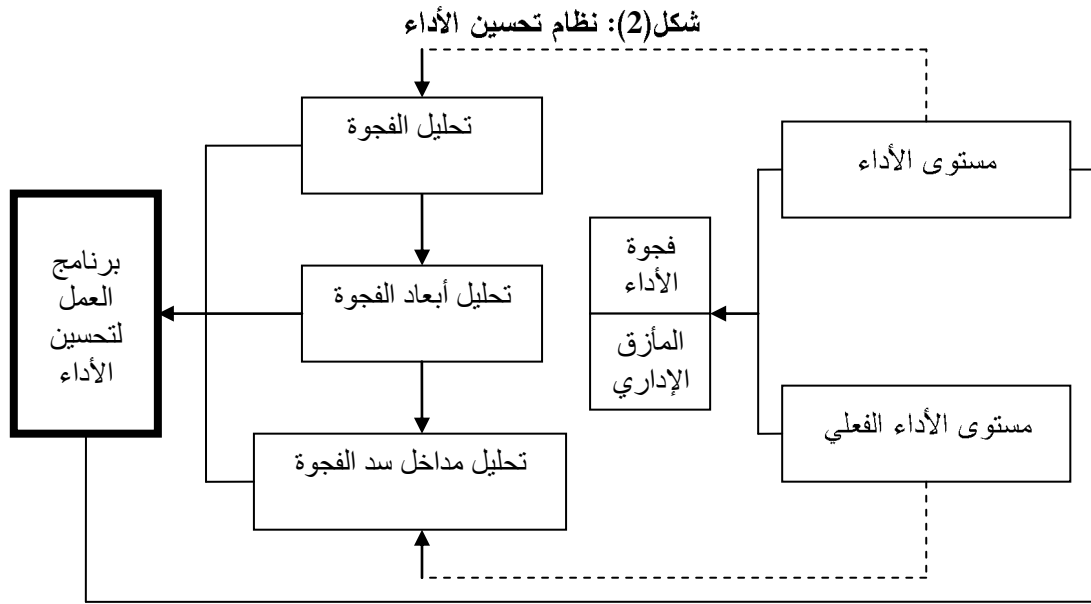 شكل(2): نظام تحسين الأداء
مستوى الأداء
مستوى الأداء الفعلي
فجوة
الأداء
المأزق
الإداري
تحليل الفجوة
تحليل أبعاد الفجوة
تحليل مداخل سد الفجوة
برنامج
العمل
لتحسين
الأداء